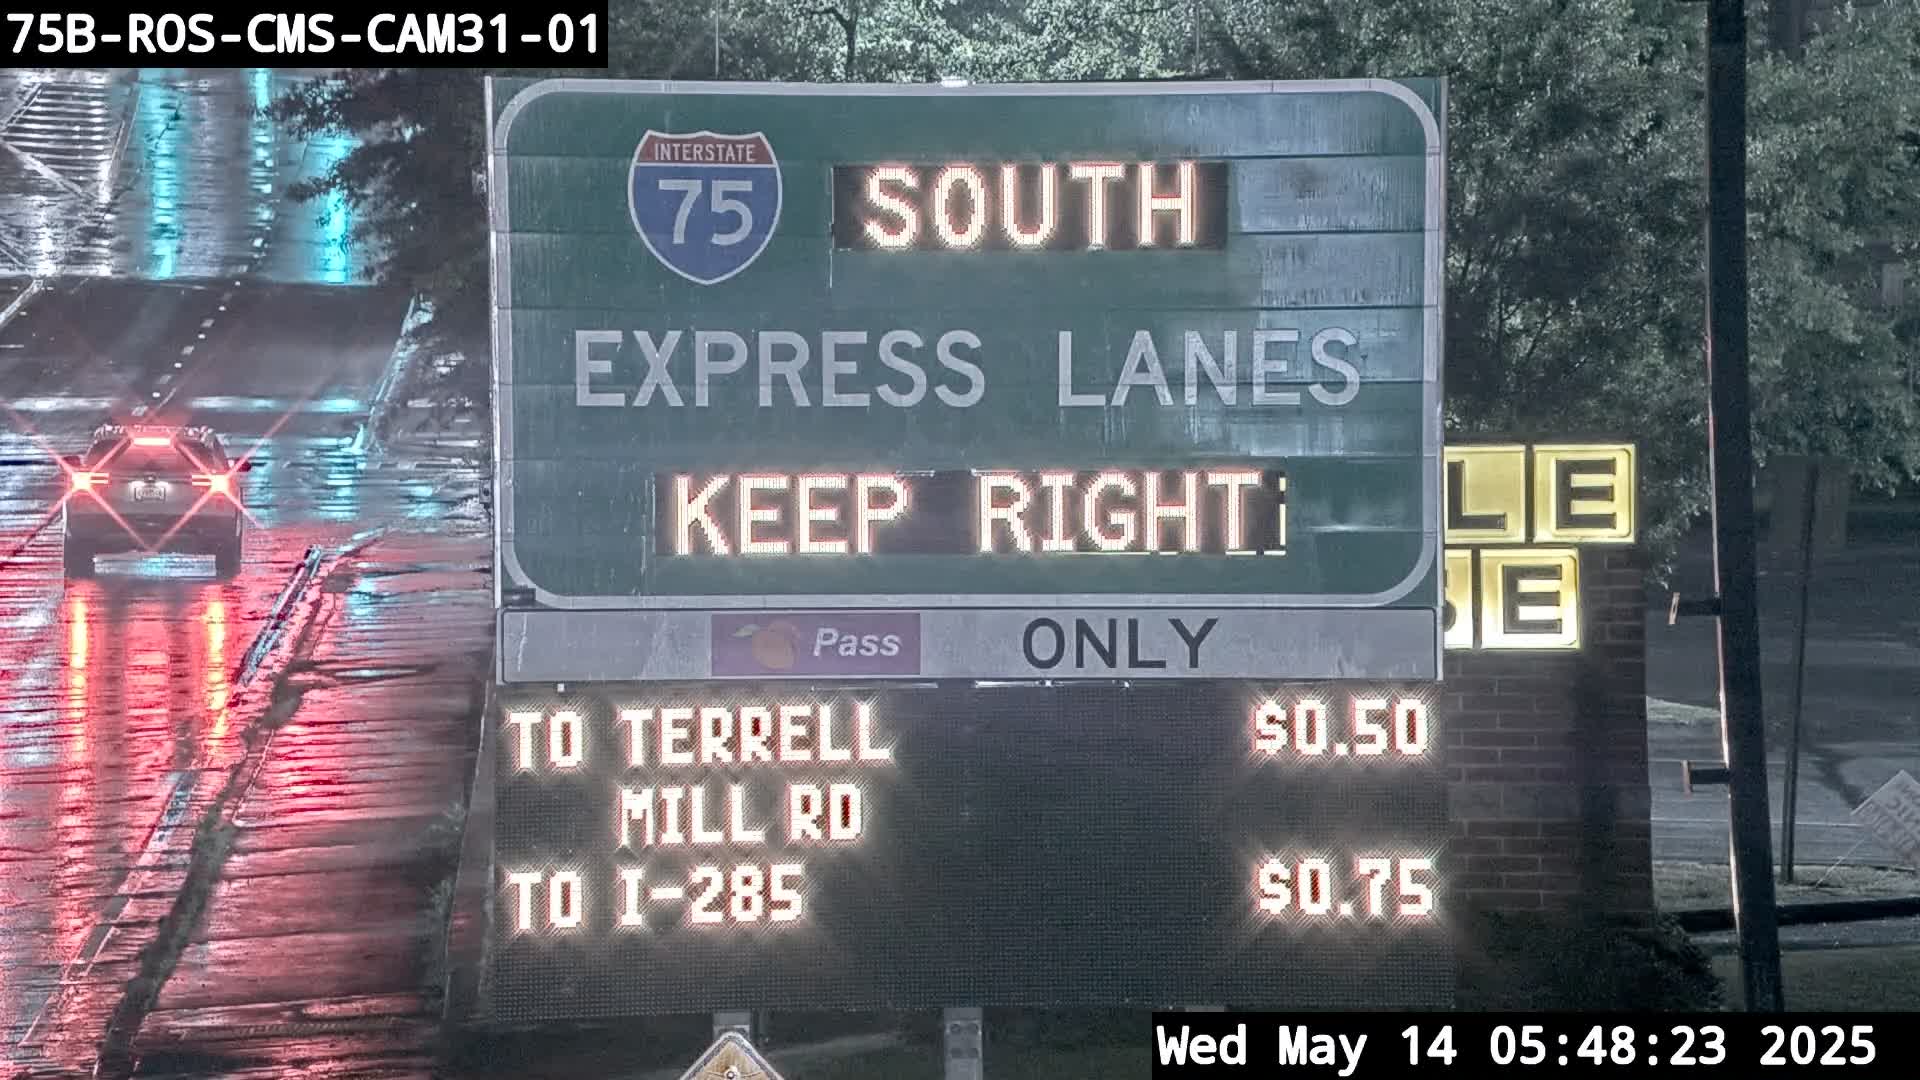 75B-ROS-CMS-CAM31-01
INTERSTATE
75
SOUTH
EXPRESS LANES
KEEP RIGHT
Pass ONLY
TO TERRELL $0.50
MILL RD
TO I-285 $0.75
LE
E
Wed May 14 05:48:23 2025